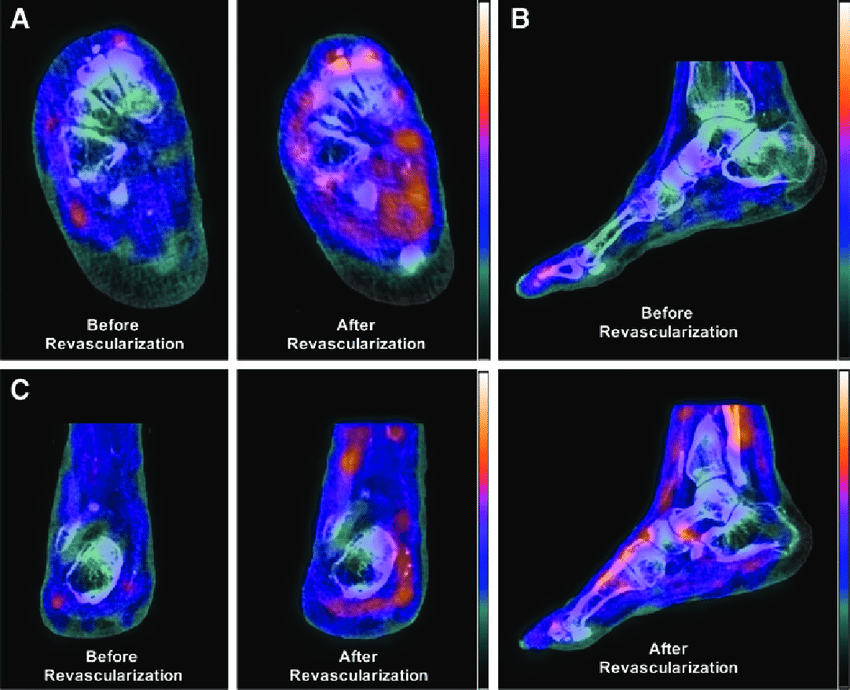 A
B
Before
Revascularization
After
Revascularization
Before
Revascularization
C
Before
Revascularization
After
Revascularization
After
Revascularization